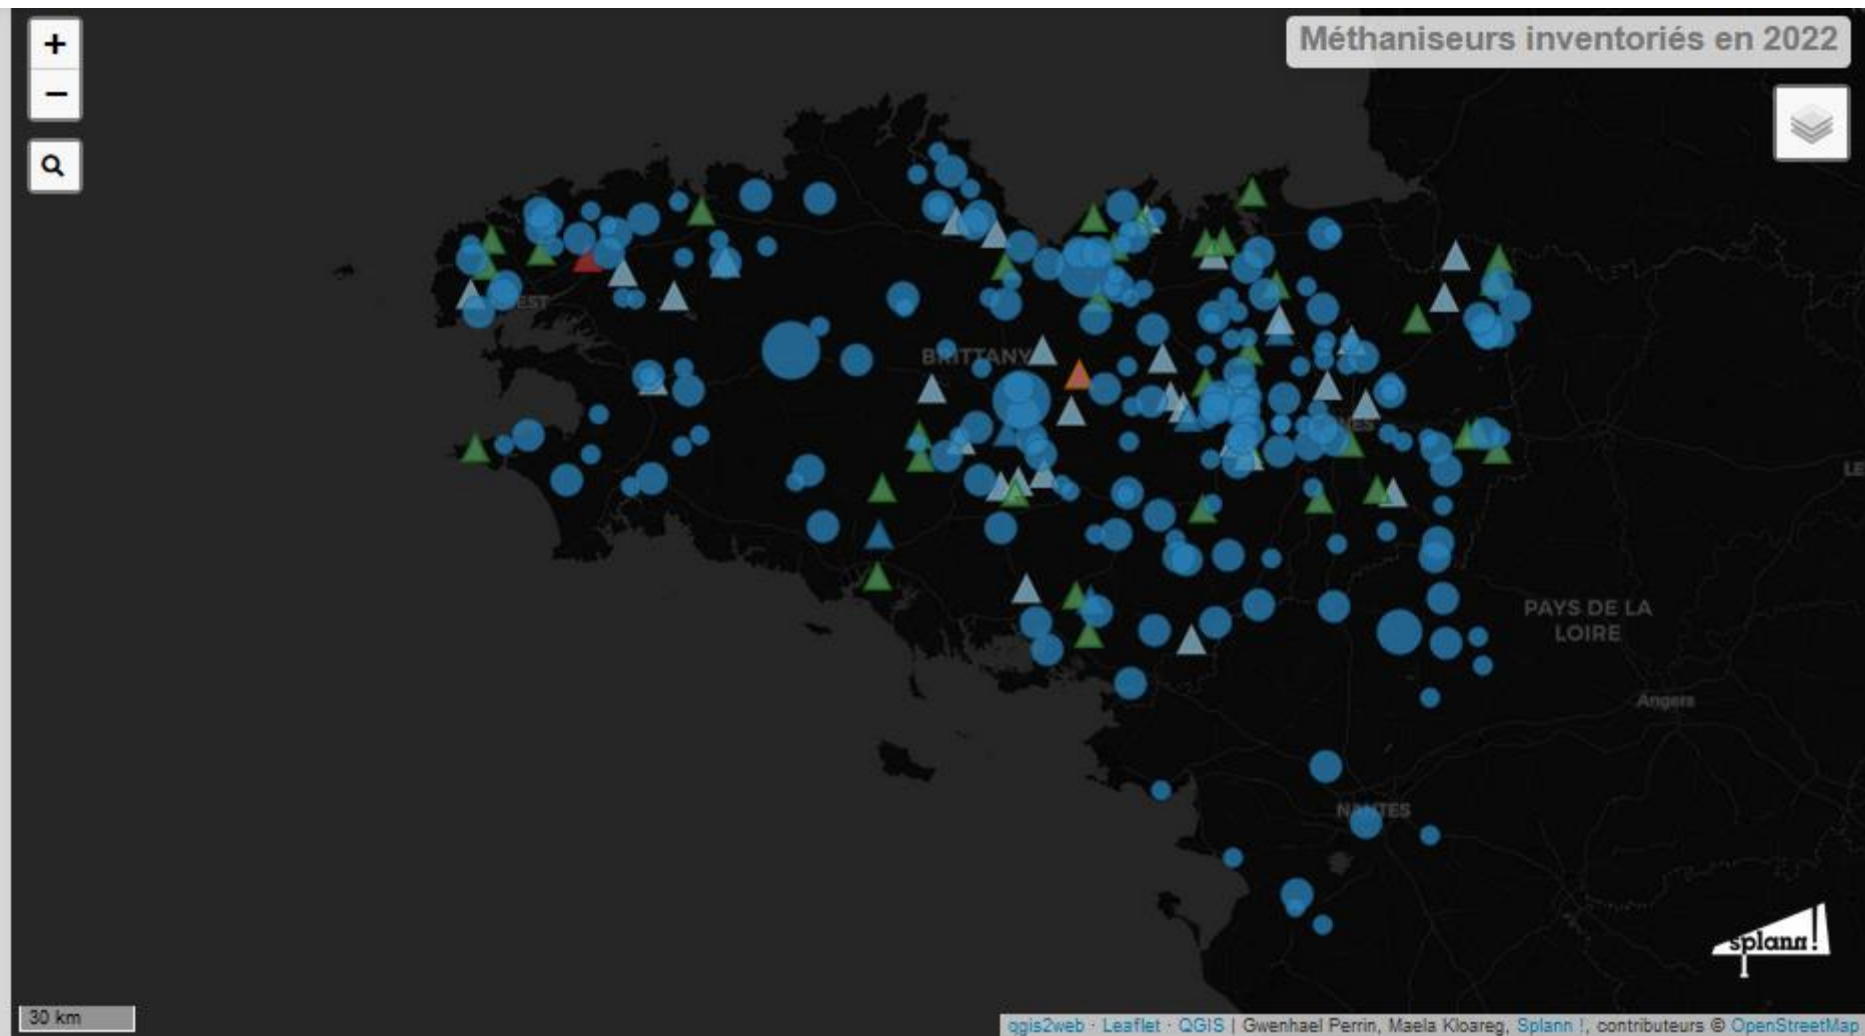 +
Méthaniseurs inventoriés en 2022
−
BRITTANY
PAYS DE LA
LOIRE
Angers
NANTES
splann!
30 km
qgis2web · Leaflet · QGIS | Gwenhael Perrin, Maela Kloareg, Splann !, contributeurs © OpenStreetMap